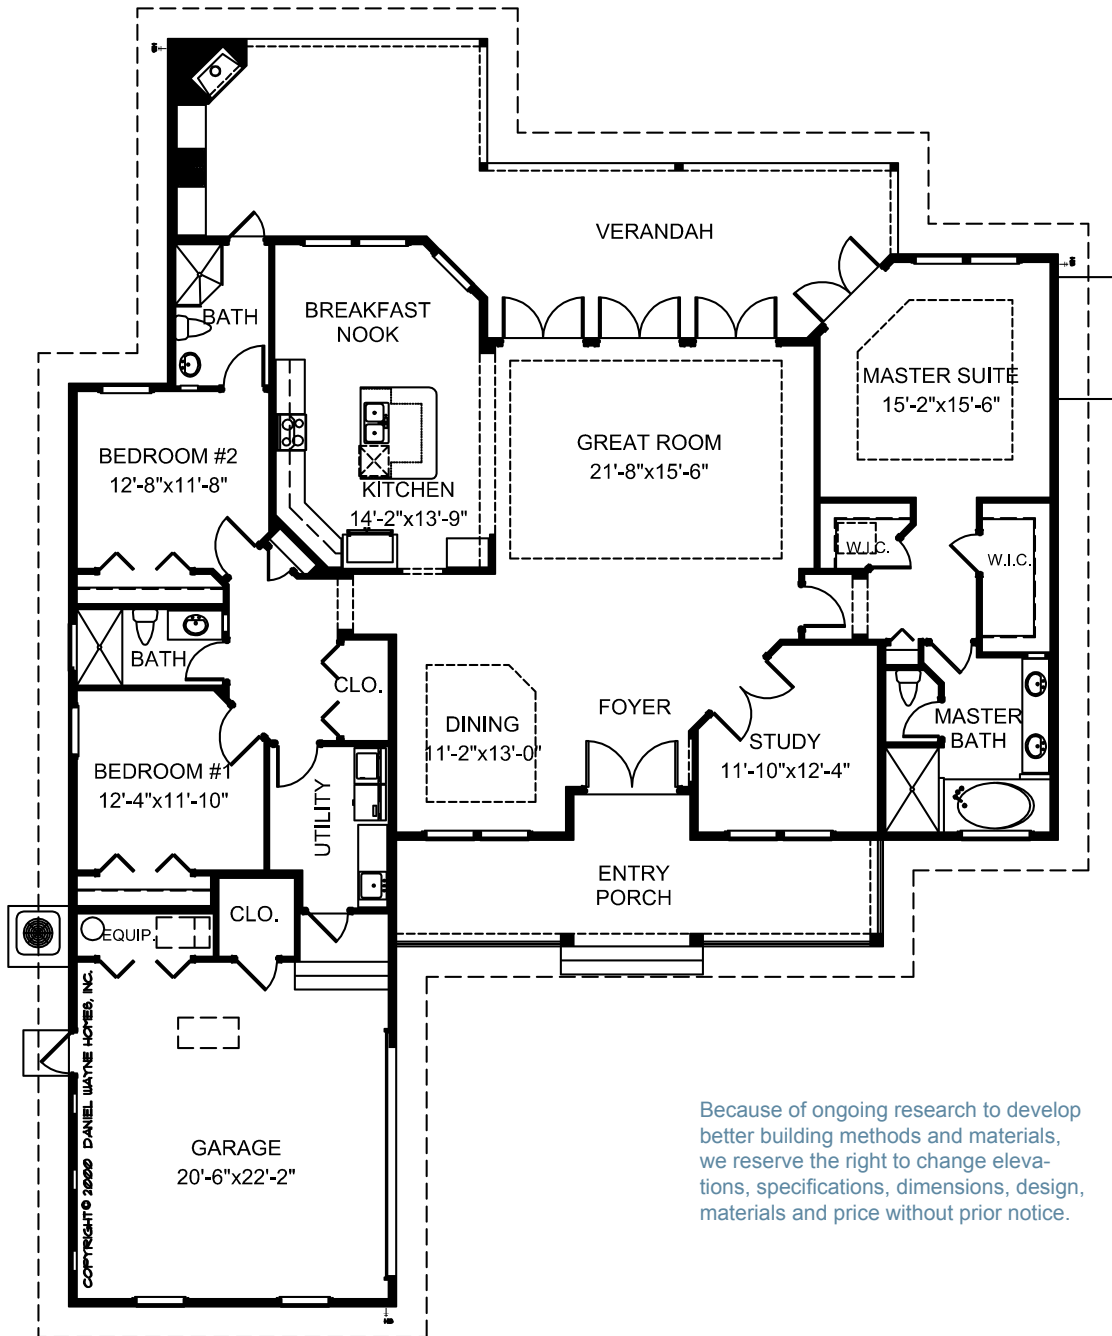 VERANDAH
BATH
BREAKFAST
NOOK
MASTER SUITE
15'-2"x15'-6"
GREAT ROOM
21'-8"x15'-6"
BEDROOM #2
12'-8"x11'-8"
KITCHEN
14'-2"x13'-9"
W.I.C.
W.I.C.
BATH
CLO.
FOYER
DINING
11'-2"x13'-0"
STUDY
11'-10"x12'-4"
MASTER
BATH
BEDROOM #1
12'-4"x11'-10"
UTILITY
ENTRY
PORCH
CLO.
EQUIP.
COPYRIGHT © 2000 DANIEL WAYNE HOMES, INC.
GARAGE
20'-6"x22'-2"
Because of ongoing research to develop
better building methods and materials,
we reserve the right to change eleva-
tions, specifications, dimensions, design,
materials and price without prior notice.